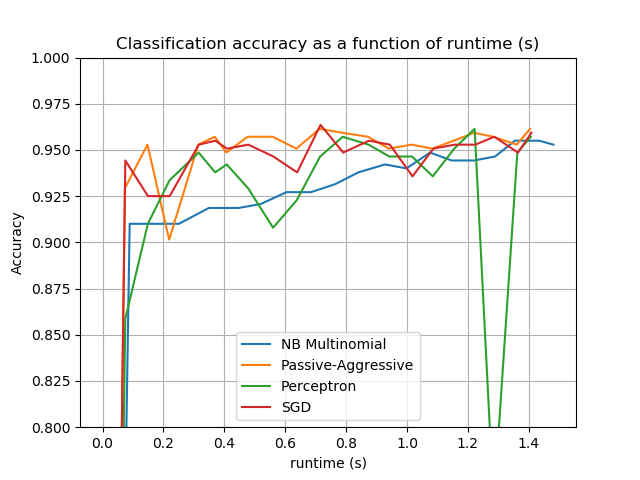 Classification accuracy as a function of runtime (s)
1.000
0.975
0.950
0.925
0.900
0.875
0.850
0.825
0.800
Accuracy
NB Multinomial
Passive-Aggressive
Perceptron
SGD
0.0 0.2 0.4 0.6 0.8 1.0 1.2 1.4
runtime (s)